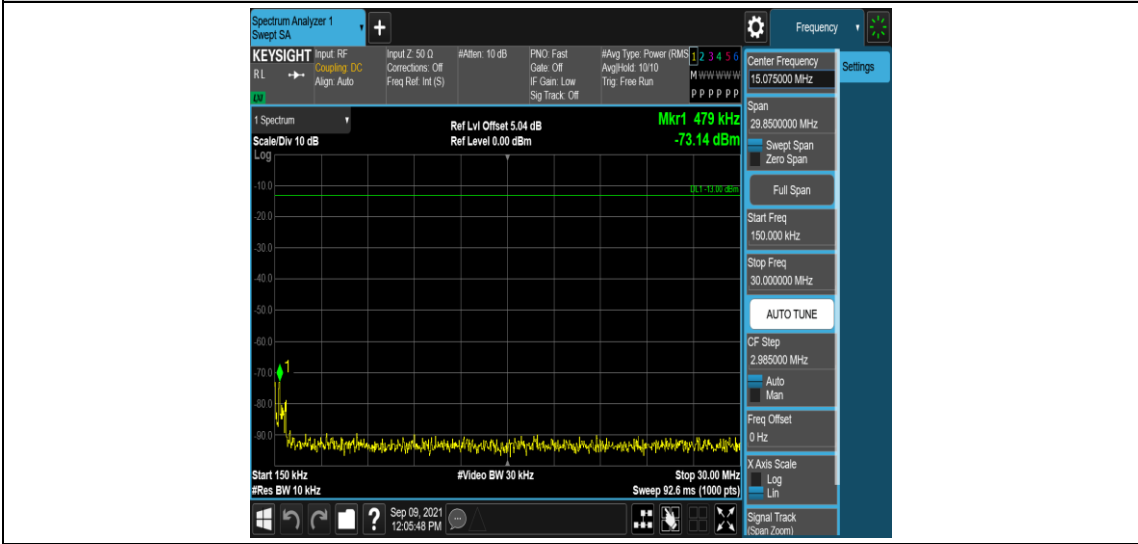 Spectrum Analyzer 1
Swept SA
+
Frequency
KEYSIGHT
RL
Input: RF
Coupling: DC
Align: Auto
Input Z: 50 Ω
Corrections: Off
Freq Ref: Int (S)
#Atten: 10 dB
PNO: Fast
Gate: Off
IF Gain: Low
Sig Track: Off
#Avg Type: Power (RMS
Avg|Hold: 10/10
Trig: Free Run
1 2 3 4 5 6
M W W W W W
P P P P P P
1 Spectrum
Scale/Div 10 dB
Log
Ref Lvl Offset 5.04 dB
Ref Level 0.00 dBm
Mkr1 479 kHz
-73.14 dBm
DL1 -13.00 dBm
-10.0
-20.0
-30.0
-40.0
-50.0
-60.0
-70.0
-80.0
-90.0
1
Start 150 kHz
#Res BW 10 kHz
#Video BW 30 kHz
Stop 30.00 MHz
Sweep 92.6 ms (1000 pts)
?
Sep 09, 2021
12:05:48 PM
Settings
Center Frequency
15.075000 MHz
Span
29.8500000 MHz
Swept Span
Zero Span
Full Span
Start Freq
150.000 kHz
Stop Freq
30.000000 MHz
AUTO TUNE
CF Step
2.985000 MHz
Auto
Man
Freq Offset
0 Hz
X Axis Scale
Log
Lin
Signal Track
(Span Zoom)